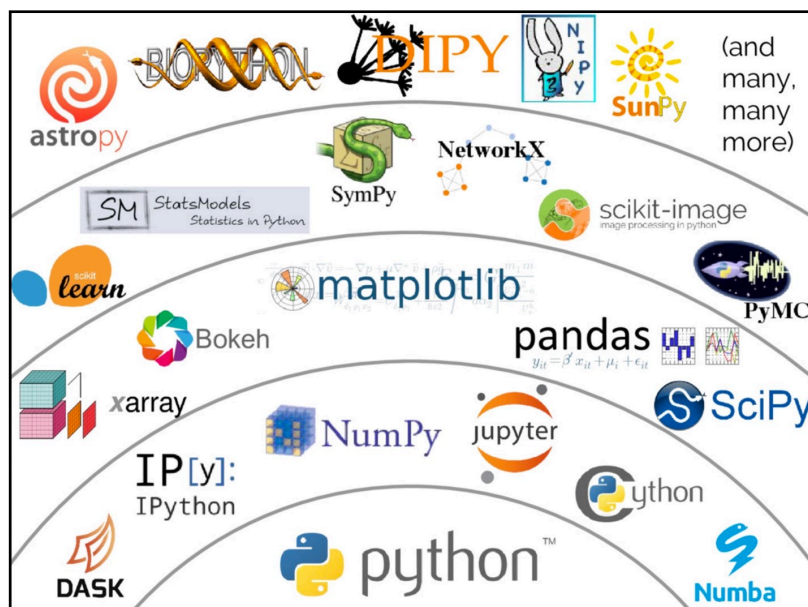 astropy
BIOPYTHON
DIPY
NIPY
SunPy
(and
many,
many
more)
SymPy
NetworkX
SM
StatsModels
Statistics in Python
scikit-image
image processing in python
scikit
learn
matplotlib
PyMC
Bokeh
pandas
xarray
NumPy
jupyter
SciPy
IP[y]:
IPython
Cython
DASK
python™
Numba